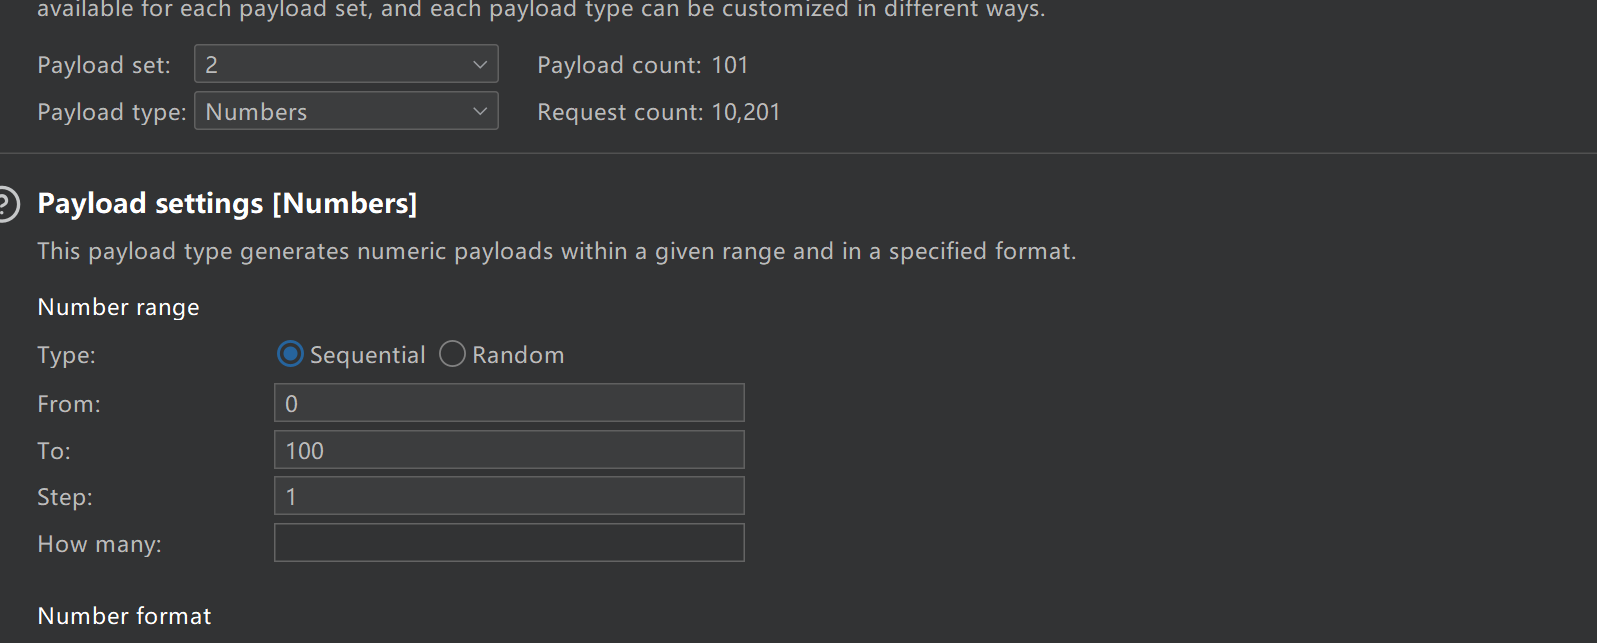 available for each payload set, and each payload type can be customized in different ways.
Payload set: 2 Payload count: 101
Payload type: Numbers Request count: 10,201
Payload settings [Numbers]
This payload type generates numeric payloads within a given range and in a specified format.
Number range
Type: Sequential Random
From: 0
To: 100
Step: 1
How many:
Number format